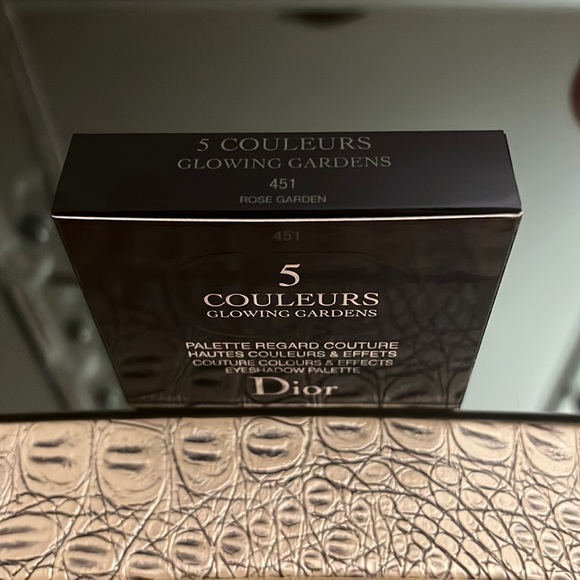 5 COULEURS
GLOWING GARDENS
451
ROSE GARDEN
451
5
COULEURS
GLOWING GARDENS
PALETTE REGARD COUTURE
HAUTES COULEURS & EFFETS
COUTURE COLOURS & EFFECTS
EYESHADOW PALETTE
Dior